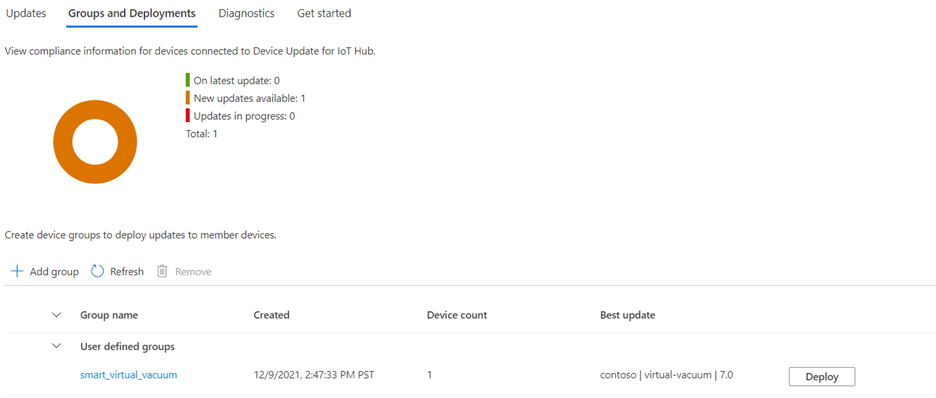 Updates Groups and Deployments Diagnostics Get started
View compliance information for devices connected to Device Update for IoT Hub.
On latest update: 0
New updates available: 1
Updates in progress: 0
Total: 1
Create device groups to deploy updates to member devices.
Add group Refresh Remove
Group name Created Device count Best update
User defined groups
smart_virtual_vacuum 12/9/2021, 2:47:33 PM PST 1 contoso | virtual-vacuum | 7.0 Deploy